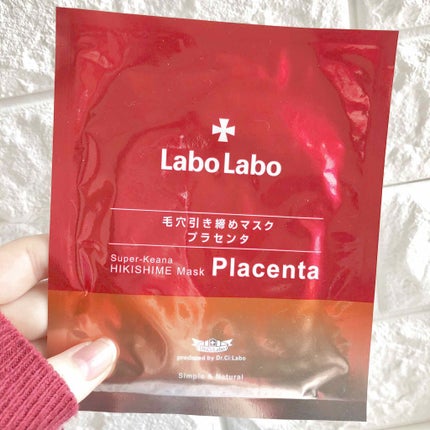 Labo Labo
毛穴引き締めマスク
プラセンタ
Super-Keana
HIKISHIME Mask Placenta
produced by Dr.Ci:Labo
Simple & Natural